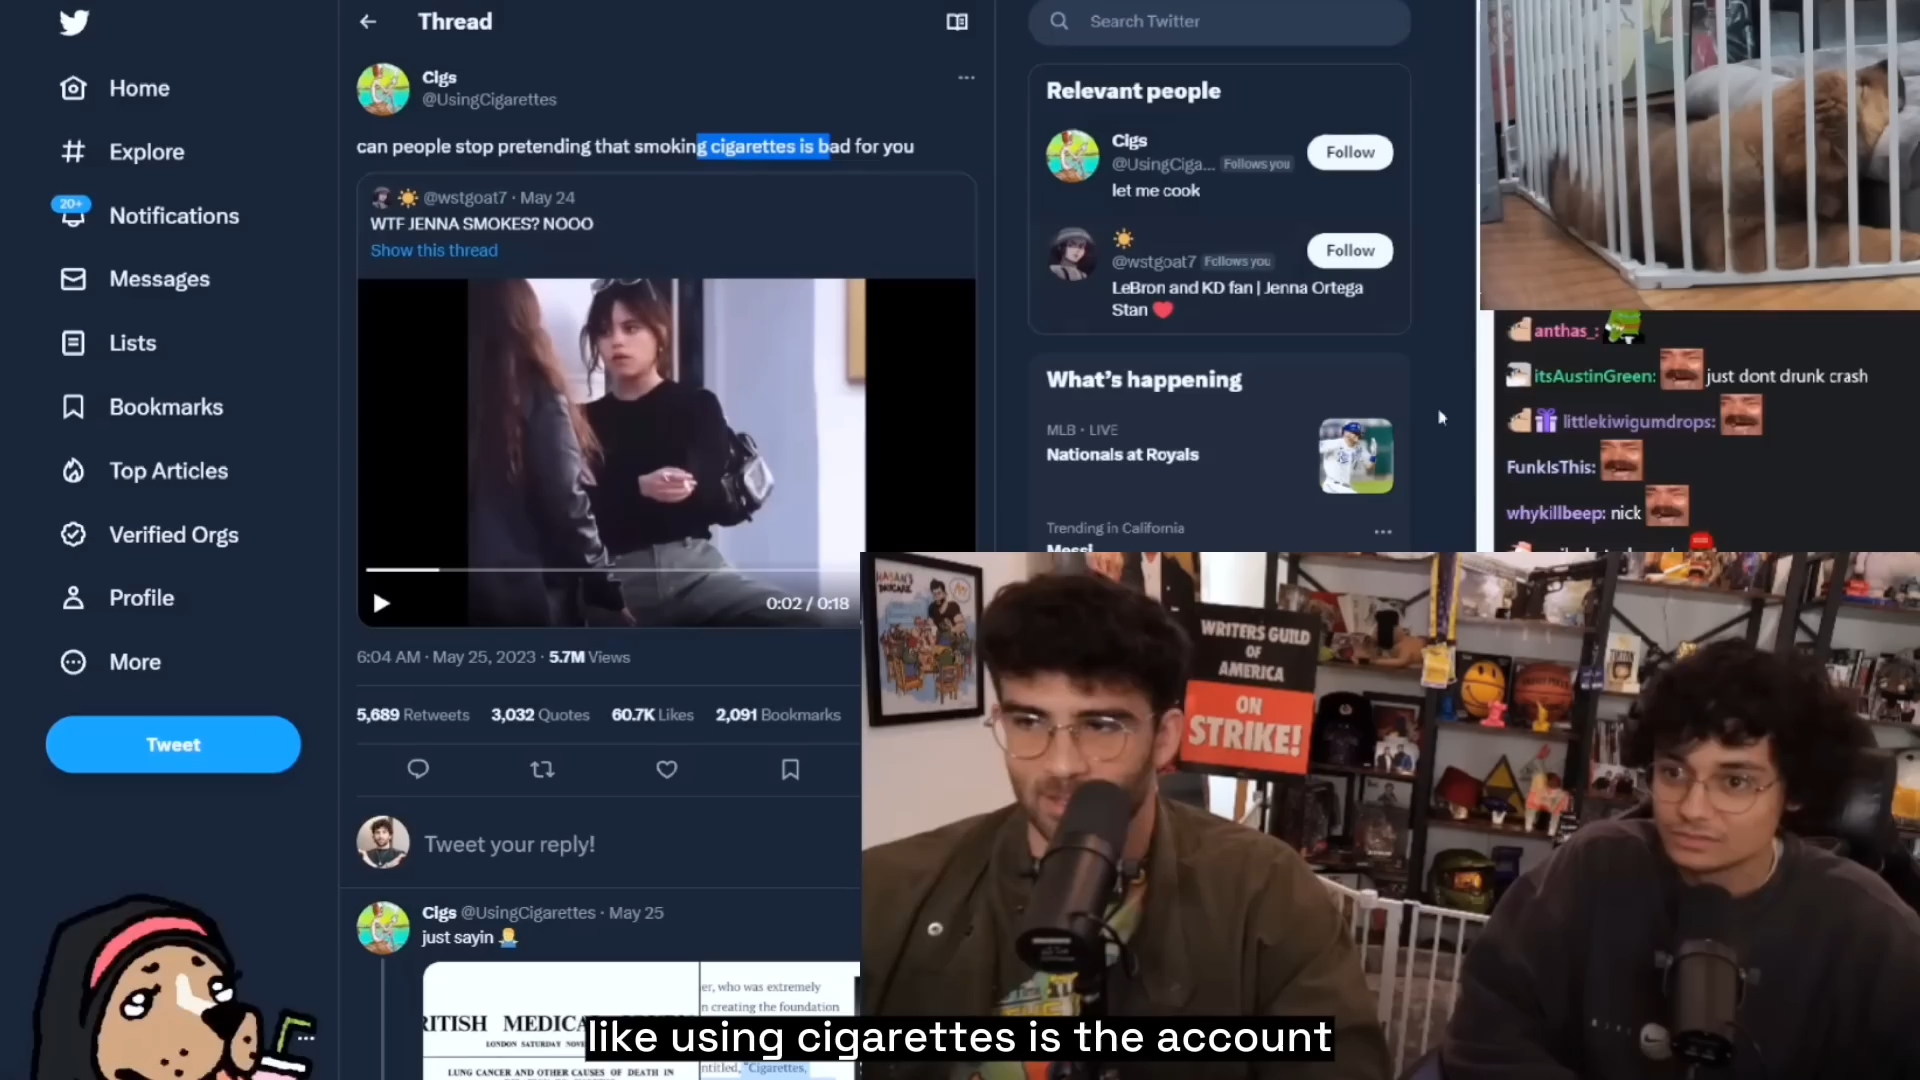 Home
Explore
20+
Notifications
Messages
Lists
Bookmarks
Top Articles
Verified Orgs
Profile
More
Tweet
Thread
Cigs
@UsingCigarettes
can people stop pretending that smoking cigarettes is bad for you
@wstgoat7 · May 24
WTF JENNA SMOKES? NOOO
Show this thread
0:02 / 0:18
6:04 AM · May 25, 2023 · 5.7M Views
5,689 Retweets 3,032 Quotes 60.7K Likes 2,091 Bookmarks
Tweet your reply!
Cigs @UsingCigarettes · May 25
just sayin
RITISH MEDICA
LONDON SATURDAY NOV
LUNG CANCER AND OTHER CAUSES OF DEATH IN
er, who was extremely
n creating the foundation
ntitled, "Cigarettes,
Search Twitter
Relevant people
Cigs
@UsingCiga... Follows you
let me cook
Follow
@wstgoat7 Follows you
LeBron and KD fan | Jenna Ortega
Stan
Follow
What's happening
MLB · LIVE
Nationals at Royals
Trending in California
Messi
anthas_:
itsAustinGreen: just dont drunk crash
littlekiwigumdrops:
FunkIsThis:
whykillbeep: nick
HASAN'S
WRITERS GUILD
OF
AMERICA
ON
STRIKE!
like using cigarettes is the account